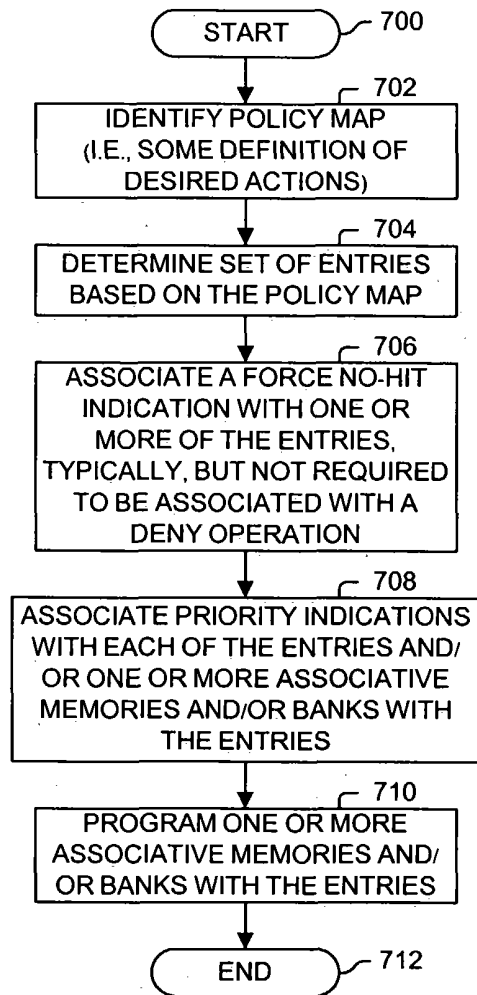 START
700
702
IDENTIFY POLICY MAP
(I.E., SOME DEFINITION OF
DESIRED ACTIONS)
704
DETERMINE SET OF ENTRIES
BASED ON THE POLICY MAP
706
ASSOCIATE A FORCE NO-HIT
INDICATION WITH ONE OR
MORE OF THE ENTRIES,
TYPICALLY, BUT NOT REQUIRED
TO BE ASSOCIATED WITH A
DENY OPERATION
708
ASSOCIATE PRIORITY INDICATIONS
WITH EACH OF THE ENTRIES AND/
OR ONE OR MORE ASSOCIATIVE
MEMORIES AND/OR BANKS WITH
THE ENTRIES
710
PROGRAM ONE OR MORE
ASSOCIATIVE MEMORIES AND/
OR BANKS WITH THE ENTRIES
END
712